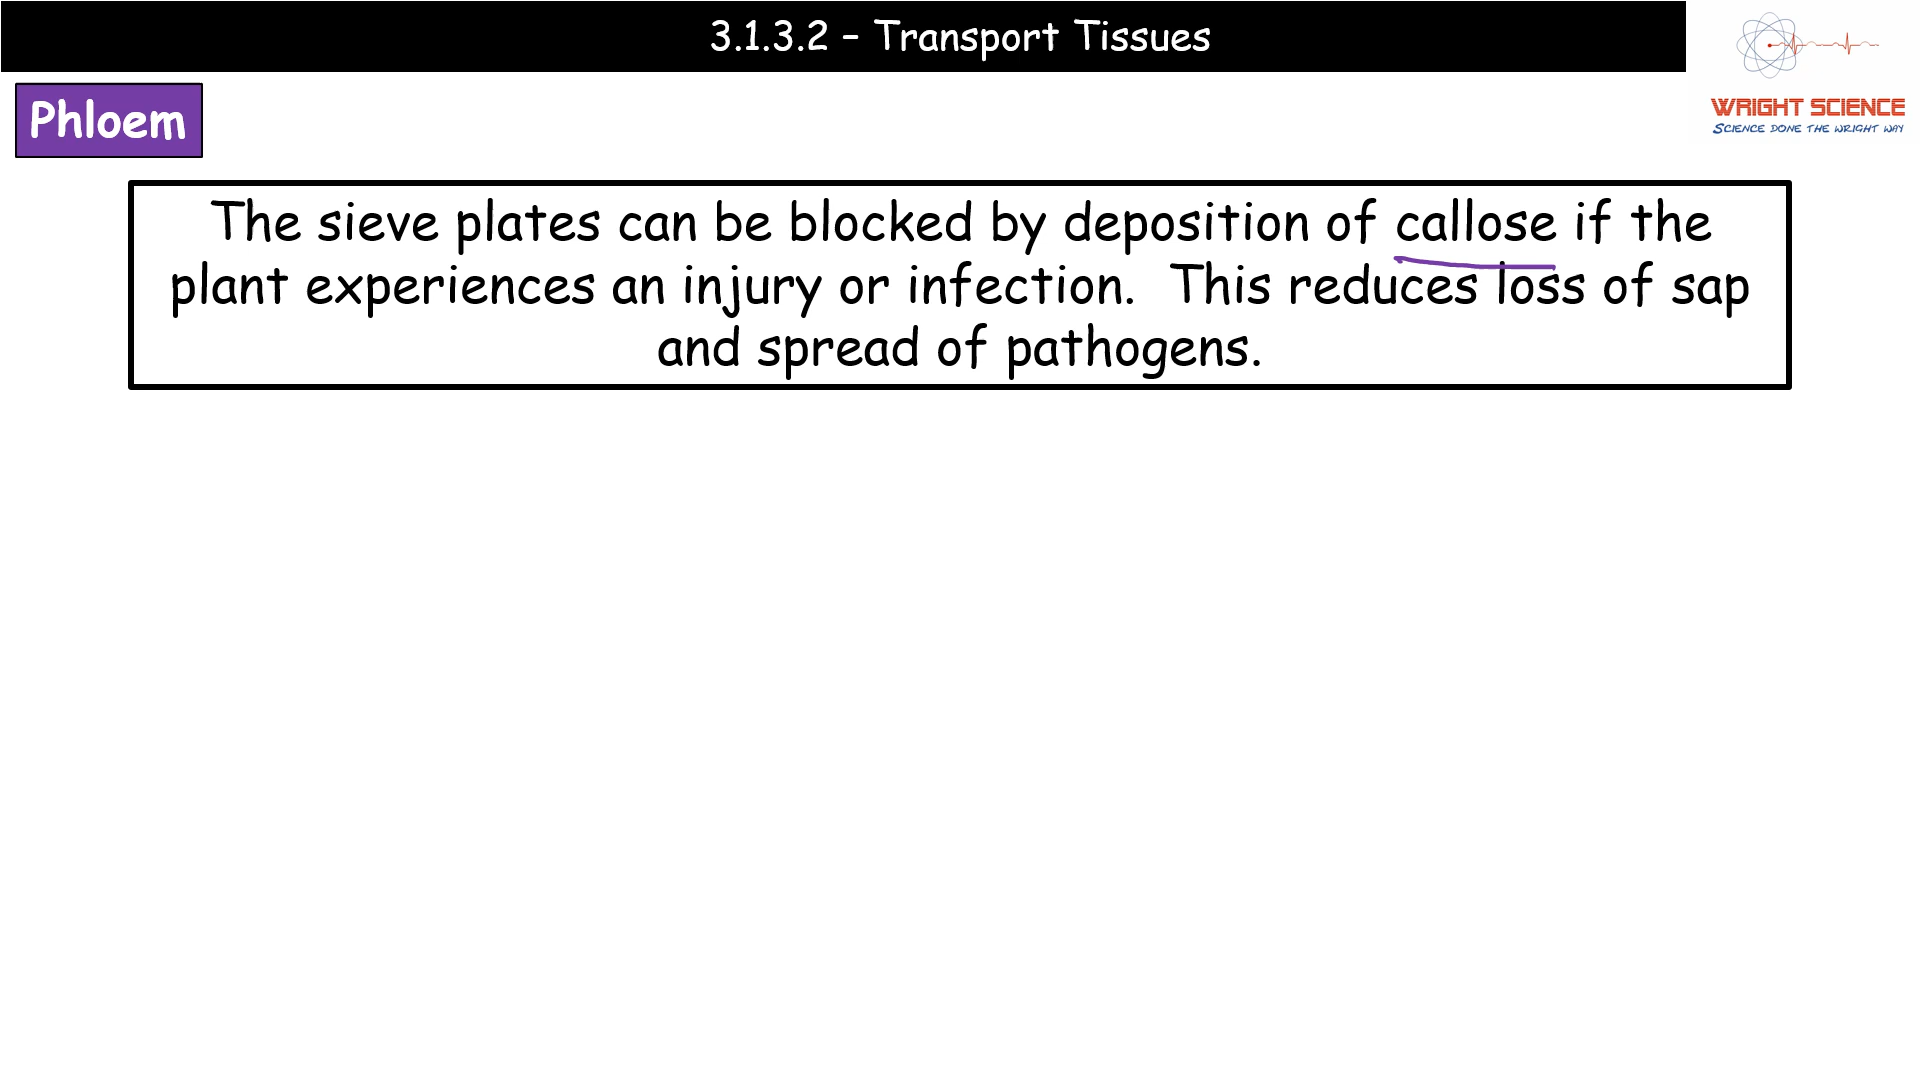 3.1.3.2 – Transport Tissues
WRIGHT SCIENCE
SCIENCE DONE THE WRIGHT WAY
Phloem
The sieve plates can be blocked by deposition of callose if the
plant experiences an injury or infection.  This reduces loss of sap
and spread of pathogens.